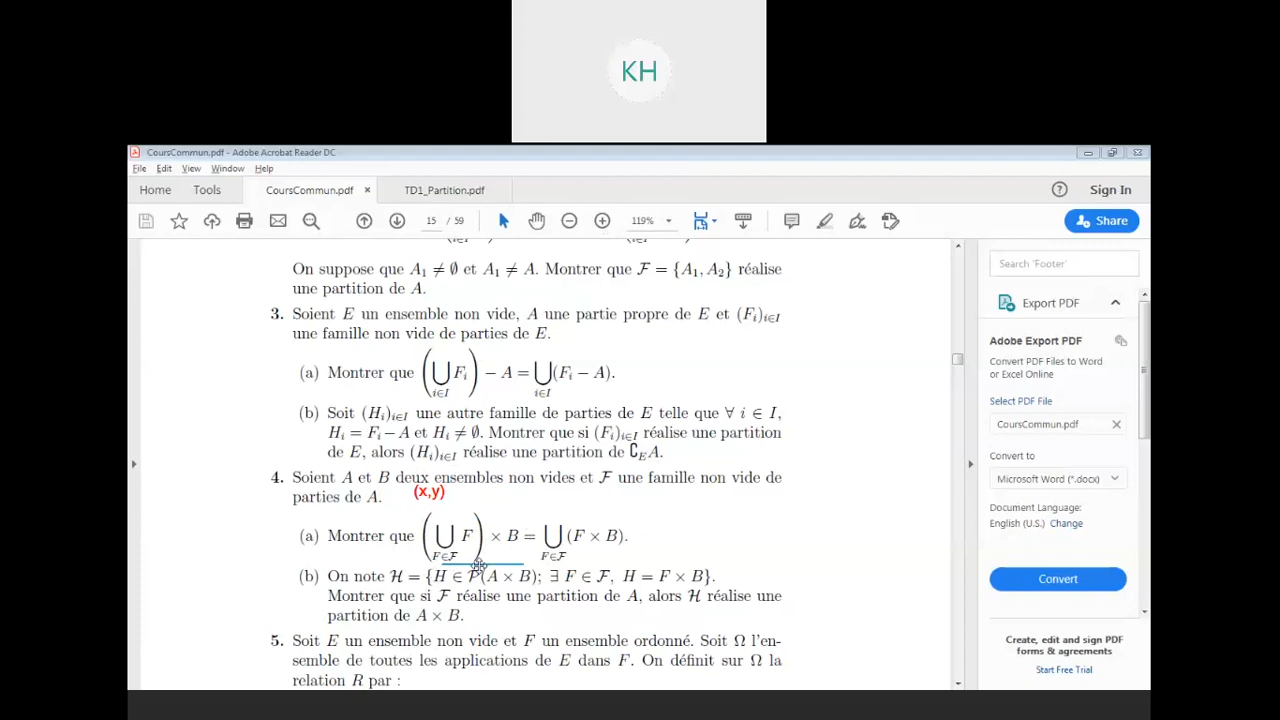 KH
CoursCommun.pdf - Adobe Acrobat Reader DC
File Edit View Window Help
Home Tools CoursCommun.pdf × TD1_Partition.pdf Sign In
15 / 59 119% Share
On suppose que A₁ ≠ ∅ et A₁ ≠ A. Montrer que ℱ = {A₁, A₂} réalise
une partition de A.
3. Soient E un ensemble non vide, A une partie propre de E et (Fᵢ)ᵢ∈I
une famille non vide de parties de E.
(a) Montrer que (⋃ᵢ∈I Fᵢ) − A = ⋃ᵢ∈I (Fᵢ − A).
(b) Soit (Hᵢ)ᵢ∈I une autre famille de parties de E telle que ∀ i ∈ I,
Hᵢ = Fᵢ − A et Hᵢ ≠ ∅. Montrer que si (Fᵢ)ᵢ∈I réalise une partition
de E, alors (Hᵢ)ᵢ∈I réalise une partition de ∁_E A.
4. Soient A et B deux ensembles non vides et ℱ une famille non vide de
parties de A. (x,y)
(a) Montrer que (⋃_{F∈ℱ} F) × B = ⋃_{F∈ℱ} (F × B).
(b) On note ℋ = {H ∈ 𝒫(A × B); ∃ F ∈ ℱ, H = F × B}.
Montrer que si ℱ réalise une partition de A, alors ℋ réalise une
partition de A × B.
5. Soit E un ensemble non vide et F un ensemble ordonné. Soit Ω l'en-
semble de toutes les applications de E dans F. On définit sur Ω la
relation R par :
Search 'Footer'
Export PDF
Adobe Export PDF
Convert PDF Files to Word
or Excel Online
Select PDF File
CoursCommun.pdf ×
Convert to
Microsoft Word (*.docx)
Document Language:
English (U.S.) Change
Convert
Create, edit and sign PDF
forms & agreements
Start Free Trial